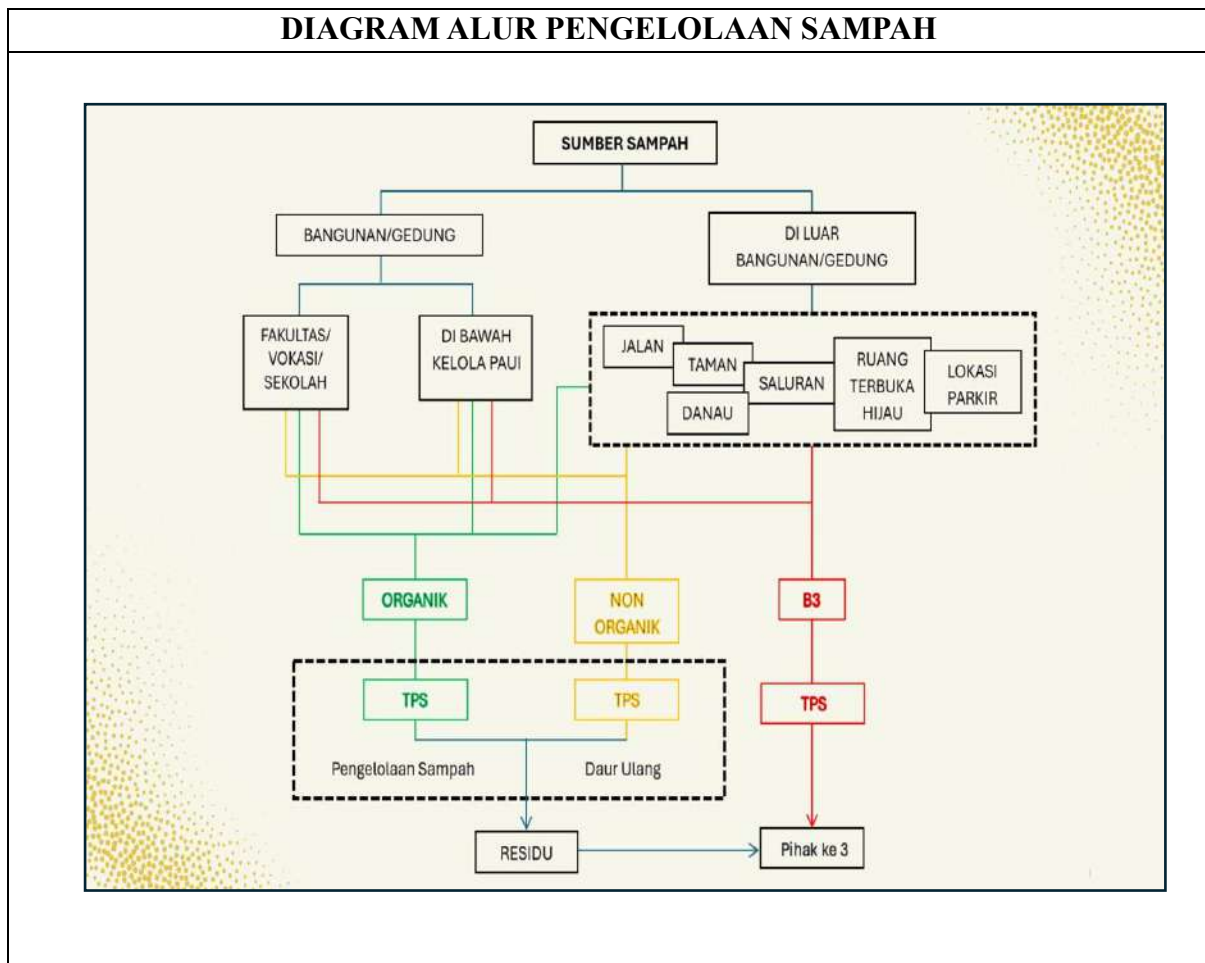 DIAGRAM ALUR PENGELOLAAN SAMPAH
SUMBER SAMPAH
BANGUNAN/GEDUNG
DI LUAR
BANGUNAN/GEDUNG
FAKULTAS/
VOKASI/
SEKOLAH
DI BAWAH
KELOLA PAUI
JALAN
TAMAN
DANAU
SALURAN
RUANG
TERBUKA
HIJAU
LOKASI
PARKIR
ORGANIK
NON
ORGANIK
B3
TPS
TPS
TPS
Pengelolaan Sampah
Daur Ulang
RESIDU
Pihak ke 3